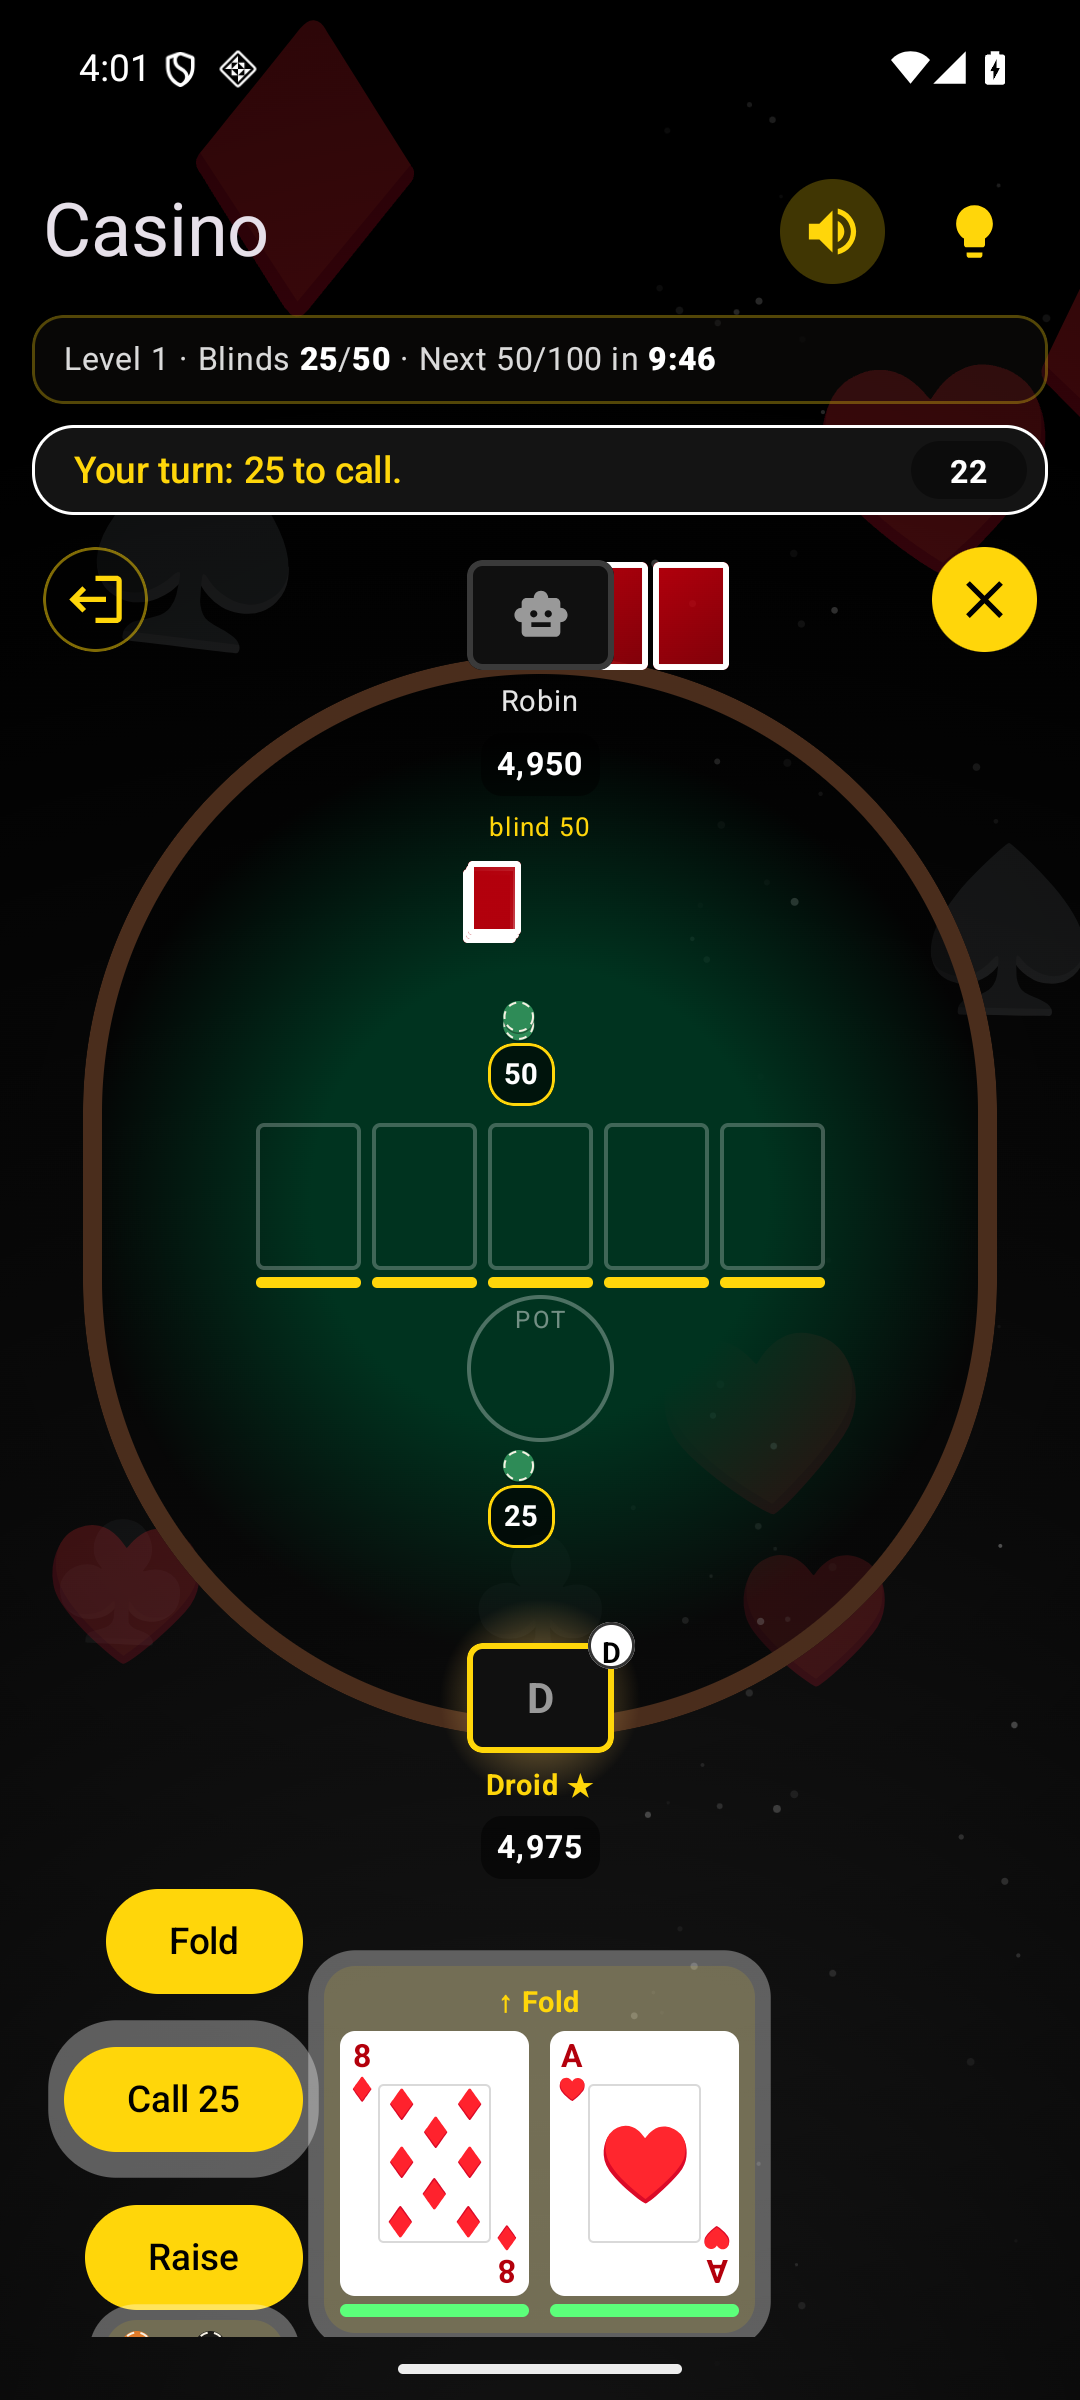 4:01
Casino
Level 1 · Blinds 25/50 · Next 50/100 in 9:46
Your turn: 25 to call.
22
Robin
4,950
blind 50
50
POT
25
D
D
Droid ★
4,975
Fold
↑ Fold
Call 25
8
A
Raise
8
A